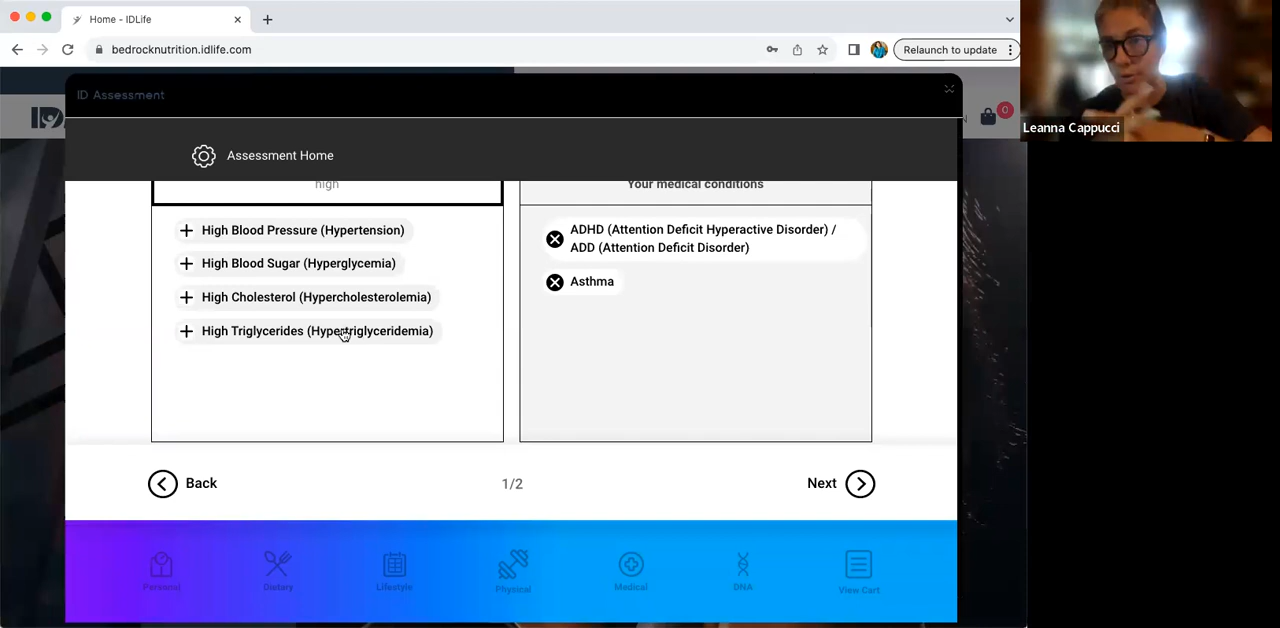 Home - IDLife
bedrocknutrition.idlife.com
Relaunch to update
Leanna Cappucci
ID Assessment
ID
N
0
Assessment Home
high
Your medical conditions
High Blood Pressure (Hypertension)
High Blood Sugar (Hyperglycemia)
High Cholesterol (Hypercholesterolemia)
High Triglycerides (Hypertriglyceridemia)
ADHD (Attention Deficit Hyperactive Disorder) /
ADD (Attention Deficit Disorder)
Asthma
Back
1/2
Next
Personal
Dietary
Lifestyle
Physical
Medical
DNA
View Cart